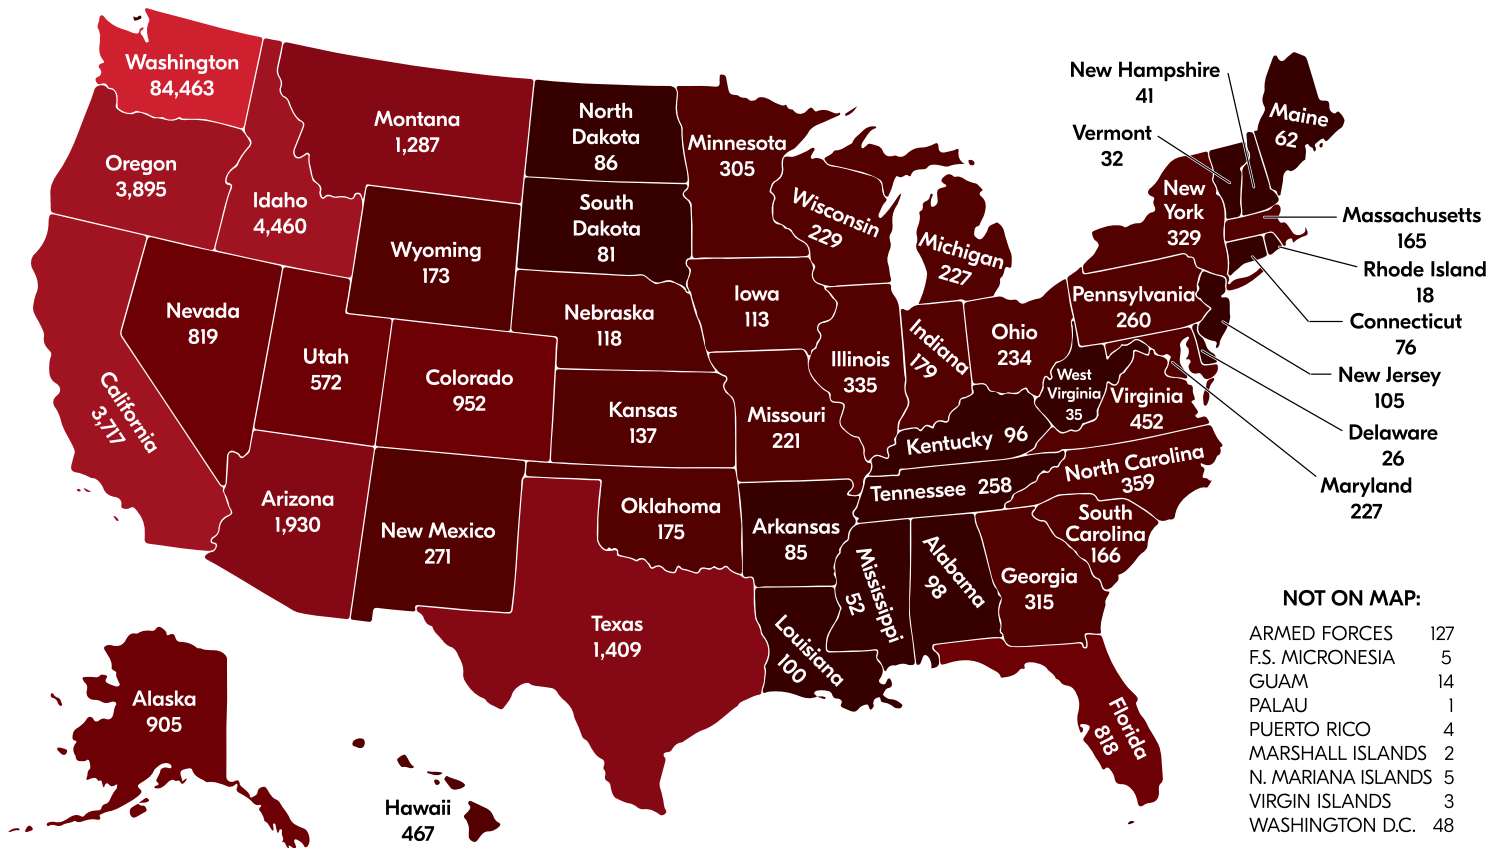 Washington
84,463
Oregon
3,895
Idaho
4,460
Montana
1,287
North
Dakota
86
Minnesota
305
South
Dakota
81
Wisconsin
229
Michigan
227
New Hampshire
41
Vermont
32
Maine
62
New
York
329
Massachusetts
165
Rhode Island
18
Connecticut
76
New Jersey
105
Delaware
26
Maryland
227
Wyoming
173
Nevada
819
Utah
572
California
3,717
Colorado
952
Nebraska
118
Iowa
113
Kansas
137
Missouri
221
Illinois
335
Indiana
179
Ohio
234
Pennsylvania
260
West
Virginia
35
Virginia
452
Kentucky 96
Tennessee 258
North Carolina
359
South
Carolina
166
Arizona
1,930
New Mexico
271
Oklahoma
175
Arkansas
85
Mississippi
52
Alabama
98
Georgia
315
Texas
1,409
Louisiana
100
Florida
818
Alaska
905
Hawaii
467
NOT ON MAP:
ARMED FORCES 127
F.S. MICRONESIA 5
GUAM 14
PALAU 1
PUERTO RICO 4
MARSHALL ISLANDS 2
N. MARIANA ISLANDS 5
VIRGIN ISLANDS 3
WASHINGTON D.C. 48